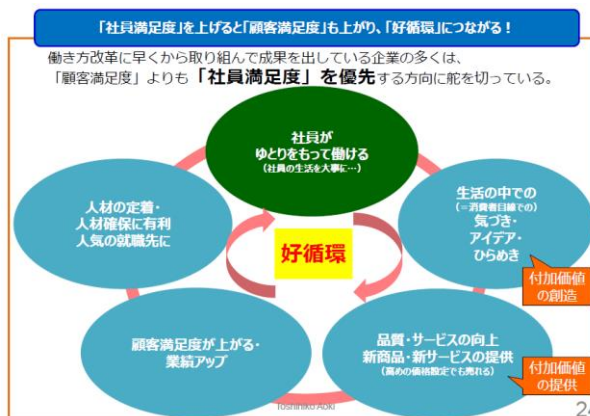 「社員満足度」を上げると「顧客満足度」も上がり、「好循環」につながる！
働き方改革に早くから取り組んで成果を出している企業の多くは、
「顧客満足度」よりも「社員満足度」を優先する方向に舵を切っている。
社員が
ゆとりをもって働ける
（社員の生活を大事に…）
生活の中での
（＝消費者目線での）
気づき・
アイデア・
ひらめき
付加価値
の創造
品質・サービスの向上
新商品・新サービスの提供
（高めの価格設定でも売れる）
付加価値
の提供
顧客満足度が上がる・
業績アップ
人材の定着・
人材確保に有利
人気の就職先に
好循環
Toshihiko Aoki
24